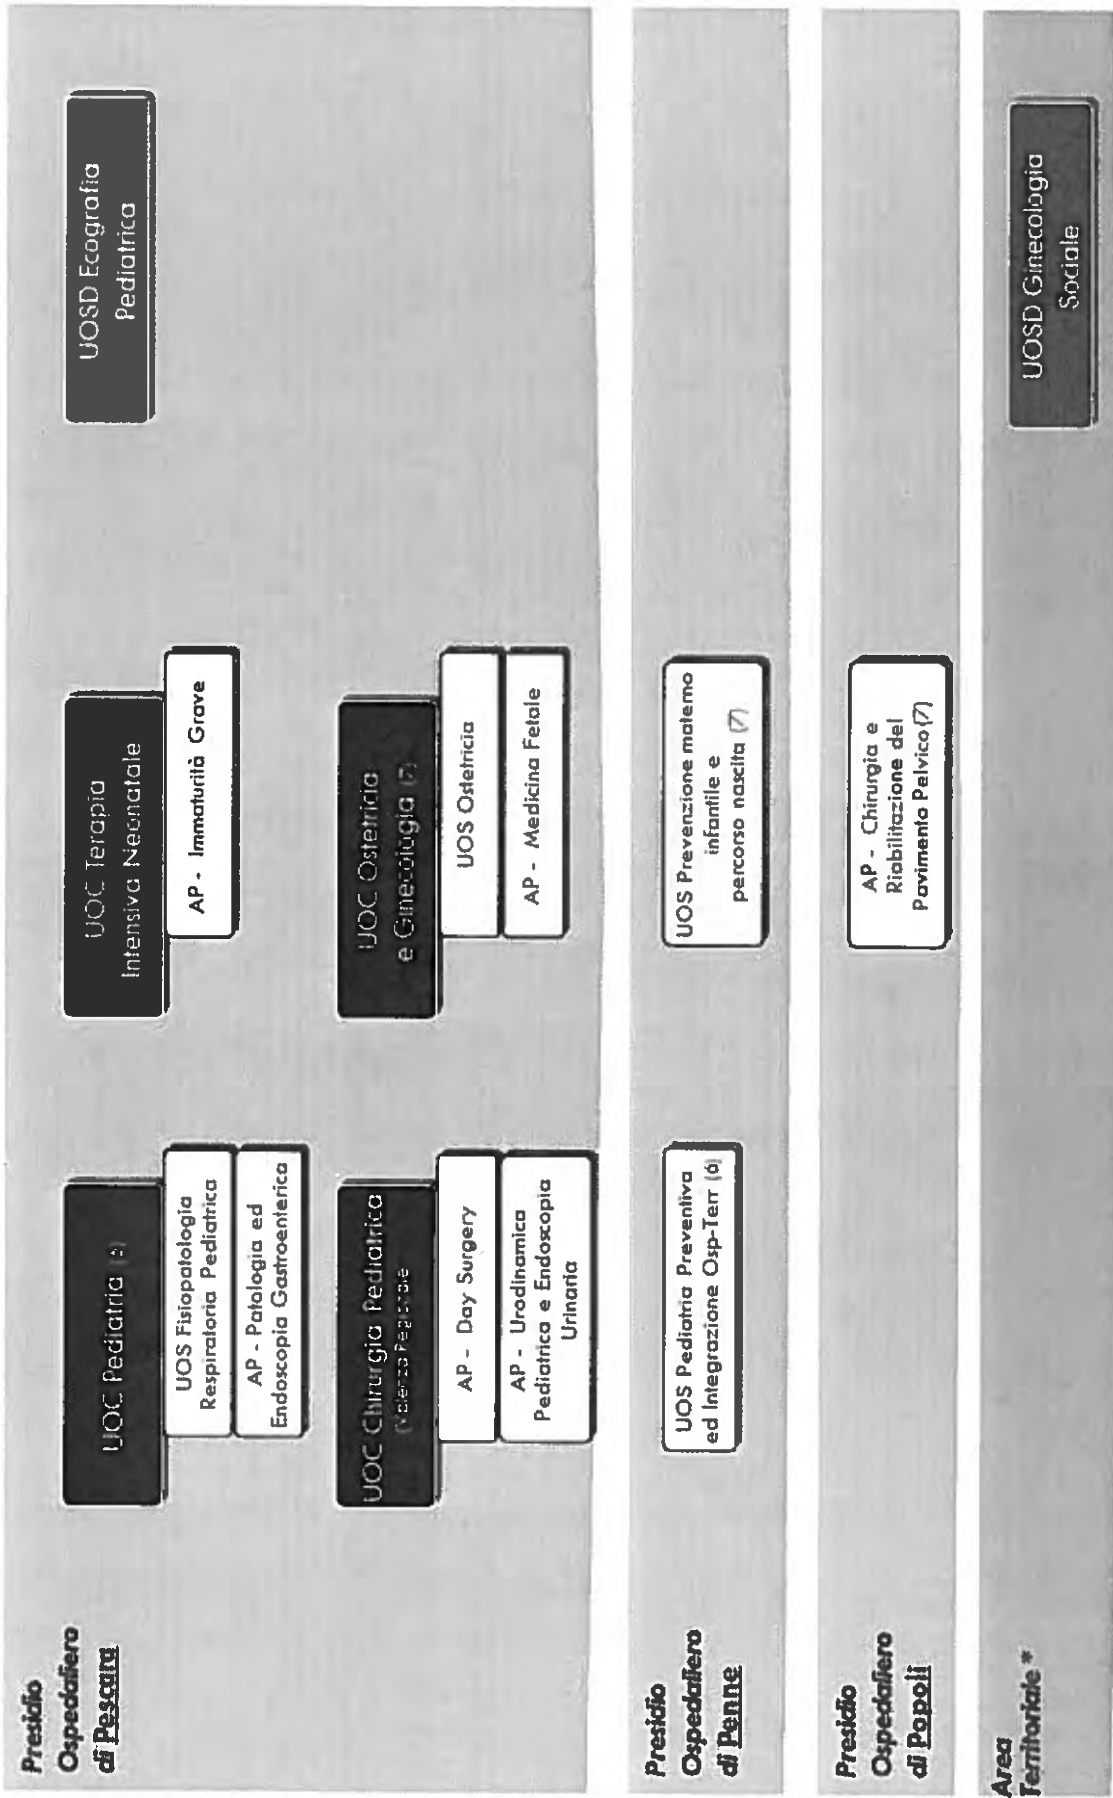 Presidio
Ospedaliero
di Pescara
UOC Pediatria (6)
UOS Fisiopatologia
Respiratoria Pediatrica
AP - Patologia ed
Endoscopia Gastroenterica
UOC Terapia
Intensiva Neonatale
AP - Immaturità Grave
UOSD Ecografia
Pediatrica
UOC Chirurgia Pediatrica
(Valenza Regionale)
AP - Day Surgery
AP - Urodinamica
Pediatrica e Endoscopia
Urinaria
UOC Ostetricia
e Ginecologia (7)
UOS Ostetricia
AP - Medicina Fetale
Presidio
Ospedaliero
di Penne
UOS Pediatria Preventiva
ed Integrazione Osp-Terr (6)
UOS Prevenzione materno
infantile e
percorso nascita (7)
Presidio
Ospedaliero
di Popoli
AP - Chirurgia e
Riabilitazione del
Pavimento Pelvico(7)
Area
Territoriale *
UOSD Ginecologia
Sociale